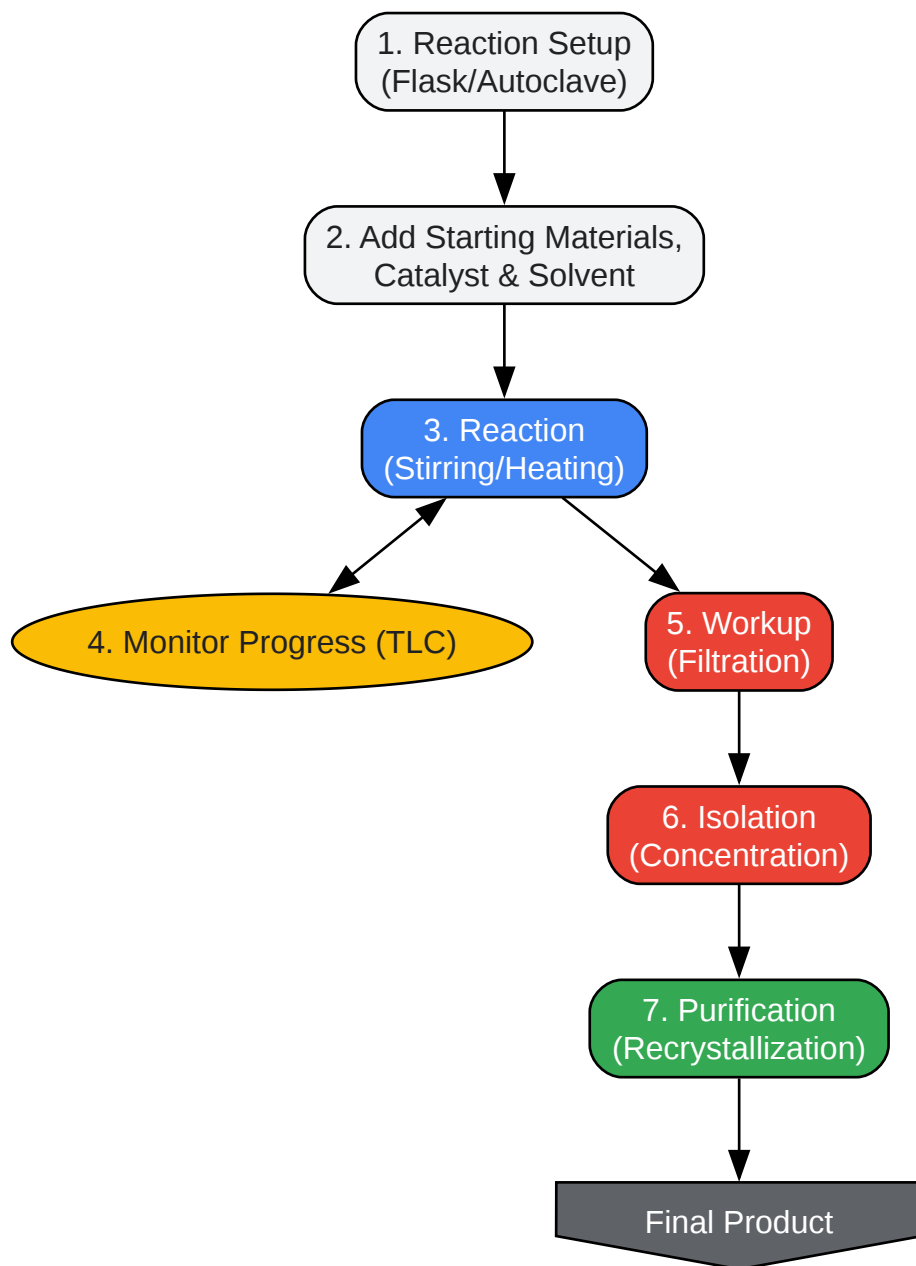 1. Reaction Setup
(Flask/Autoclave)
2. Add Starting Materials,
Catalyst & Solvent
3. Reaction
(Stirring/Heating)
4. Monitor Progress (TLC)
5. Workup
(Filtration)
6. Isolation
(Concentration)
7. Purification
(Recrystallization)
Final Product